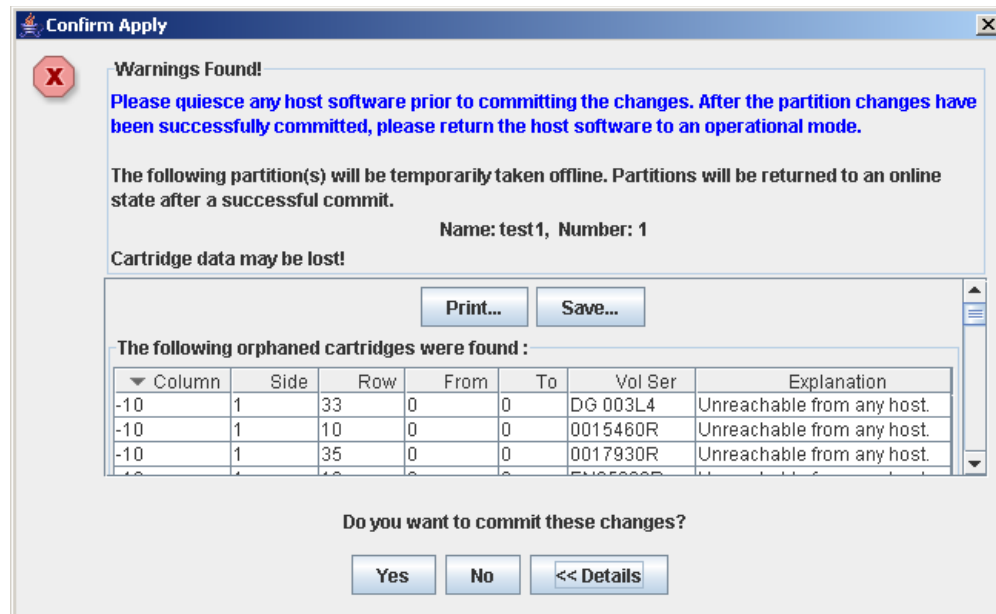 Confirm Apply
Warnings Found!
Please quiesce any host software prior to committing the changes. After the partition changes have
been successfully committed, please return the host software to an operational mode.
The following partition(s) will be temporarily taken offline. Partitions will be returned to an online
state after a successful commit.
Name: test1, Number: 1
Cartridge data may be lost!
Print... Save...
The following orphaned cartridges were found :
Column Side Row From To Vol Ser Explanation
-10 1 33 0 0 DG 003L4 Unreachable from any host.
-10 1 10 0 0 0015460R Unreachable from any host.
-10 1 35 0 0 0017930R Unreachable from any host.
Do you want to commit these changes?
Yes No << Details